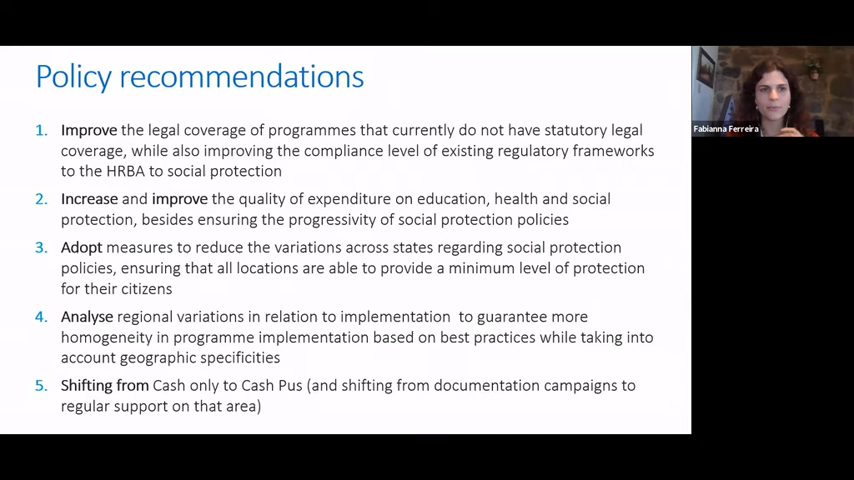 Policy recommendations
1. Improve the legal coverage of programmes that currently do not have statutory legal
coverage, while also improving the compliance level of existing regulatory frameworks
to the HRBA to social protection
2. Increase and improve the quality of expenditure on education, health and social
protection, besides ensuring the progressivity of social protection policies
3. Adopt measures to reduce the variations across states regarding social protection
policies, ensuring that all locations are able to provide a minimum level of protection
for their citizens
4. Analyse regional variations in relation to implementation to guarantee more
homogeneity in programme implementation based on best practices while taking into
account geographic specificities
5. Shifting from Cash only to Cash Pus (and shifting from documentation campaigns to
regular support on that area)
Fabianna Ferreira